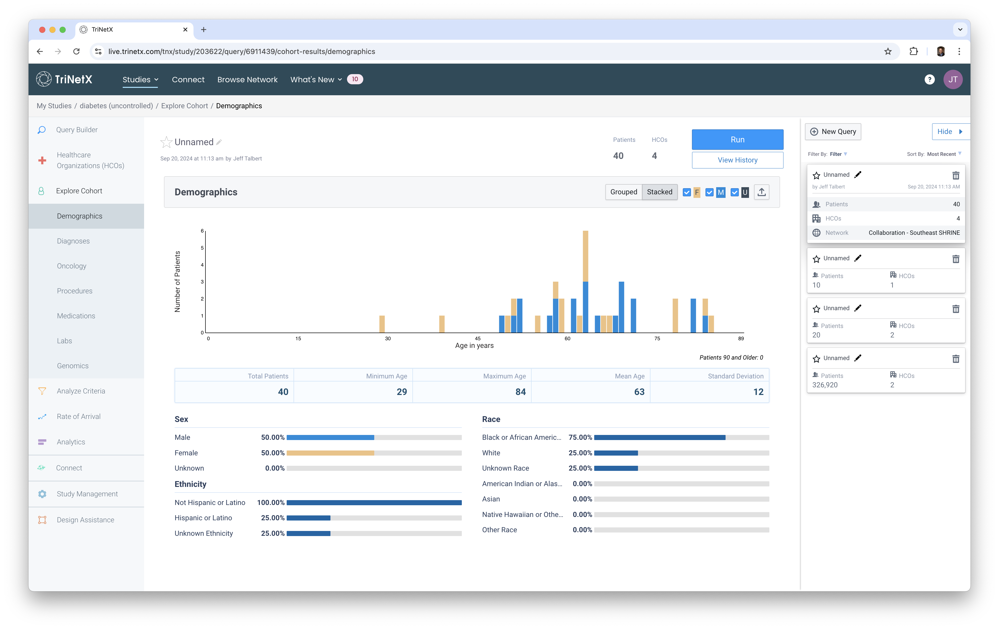 TriNetX
live.trinetx.com/tnx/study/203622/query/6911439/cohort-results/demographics
TriNetX
Studies
Connect
Browse Network
What's New
10
?
JT
My Studies / diabetes (uncontrolled) / Explore Cohort / Demographics
Query Builder
Healthcare
Organizations (HCOs)
Explore Cohort
Demographics
Diagnoses
Oncology
Procedures
Medications
Labs
Genomics
Analyze Criteria
Rate of Arrival
Analytics
Connect
Study Management
Design Assistance
Unnamed
Sep 20, 2024 at 11:13 am by Jeff Talbert
Patients
40
HCOs
4
Run
View History
Demographics
Grouped
Stacked
F
M
U
Number of Patients
6
5
4
3
2
1
0
0 15 30 45 60 75 89
Age in years
Patients 90 and Older: 0
Total Patients Minimum Age Maximum Age Mean Age Standard Deviation
40 29 84 63 12
Sex
Male 50.00%
Female 50.00%
Unknown 0.00%
Ethnicity
Not Hispanic or Latino 100.00%
Hispanic or Latino 25.00%
Unknown Ethnicity 25.00%
Race
Black or African Americ... 75.00%
White 25.00%
Unknown Race 25.00%
American Indian or Alas... 0.00%
Asian 0.00%
Native Hawaiian or Othe... 0.00%
Other Race 0.00%
New Query
Hide
Filter By: Filter
Sort By: Most Recent
Unnamed
by Jeff Talbert Sep 20, 2024 11:13 AM
Patients 40
HCOs 4
Network Collaboration - Southeast SHRINE
Unnamed
Patients HCOs
10 1
Unnamed
Patients HCOs
20 2
Unnamed
Patients HCOs
326,920 2